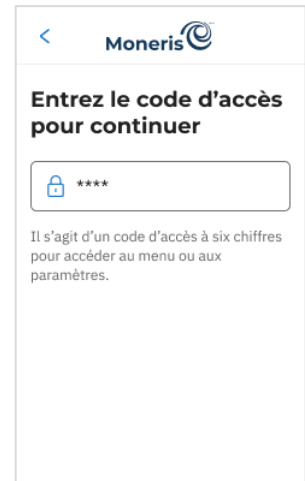 Moneris
Entrez le code d’accès
pour continuer
****
Il s’agit d’un code d’accès à six chiffres
pour accéder au menu ou aux
paramètres.